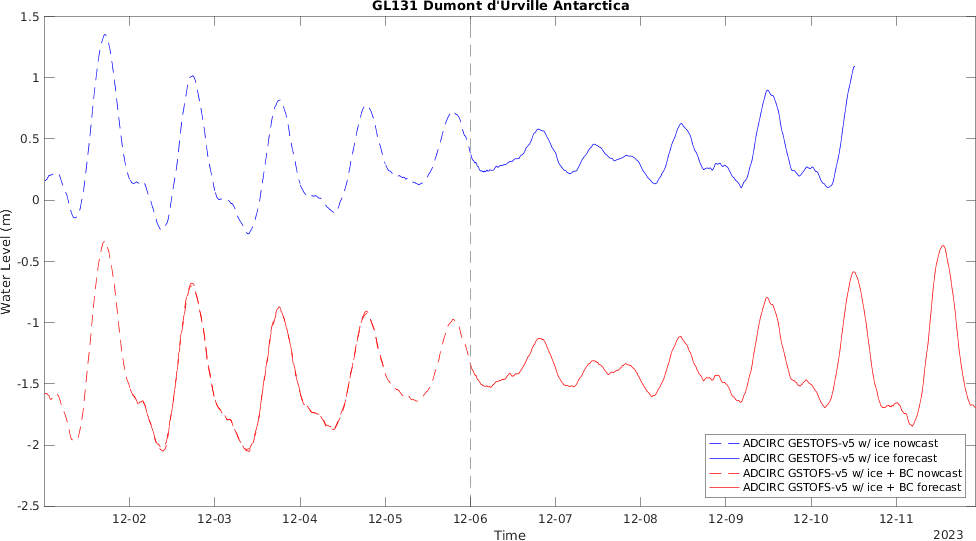 GL131 Dumont d'Urville Antarctica
1.5
1
0.5
0
-0.5
-1
-1.5
-2
-2.5
Water Level (m)
ADCIRC GESTOFS-v5 w/ ice nowcast
ADCIRC GESTOFS-v5 w/ ice forecast
ADCIRC GSTOFS-v5 w/ ice + BC nowcast
ADCIRC GSTOFS-v5 w/ ice + BC forecast
12-02 12-03 12-04 12-05 12-06 12-07 12-08 12-09 12-10 12-11
Time
2023